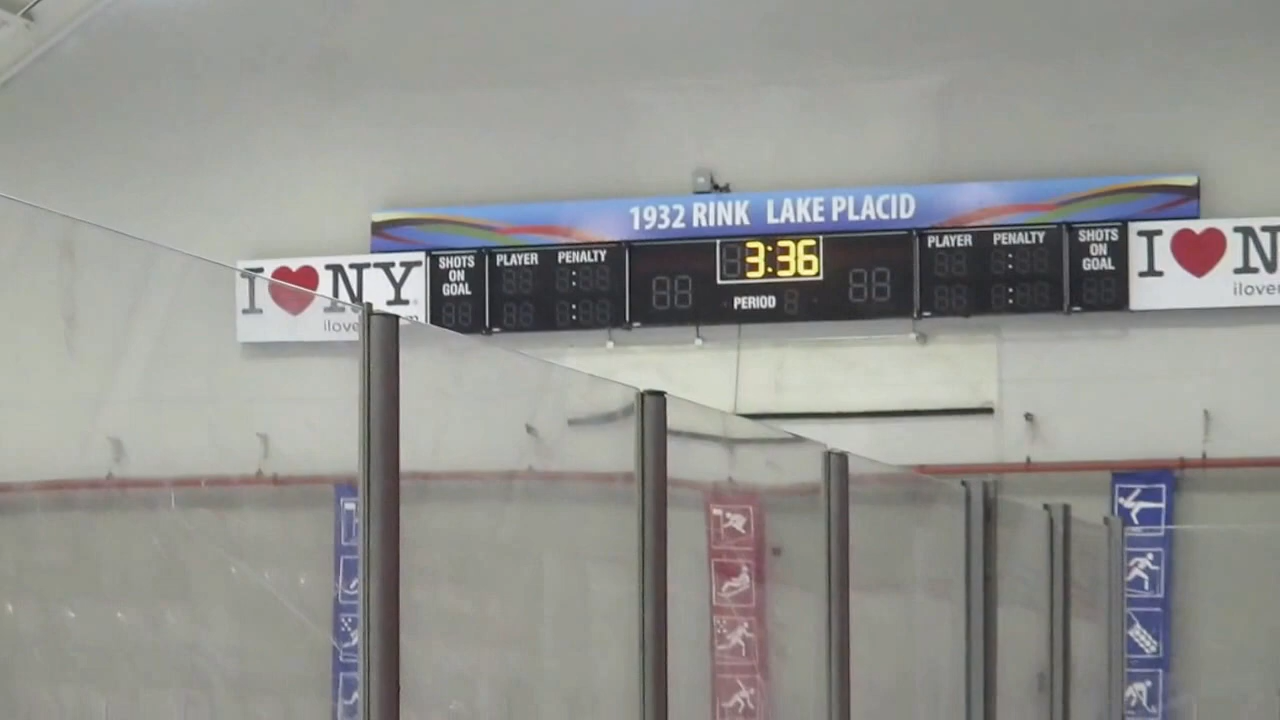 1932 RINK LAKE PLACID
I NY
ilove
SHOTS
ON
GOAL
PLAYER PENALTY
3:36
PERIOD
PLAYER PENALTY
SHOTS
ON
GOAL
I N
ilover